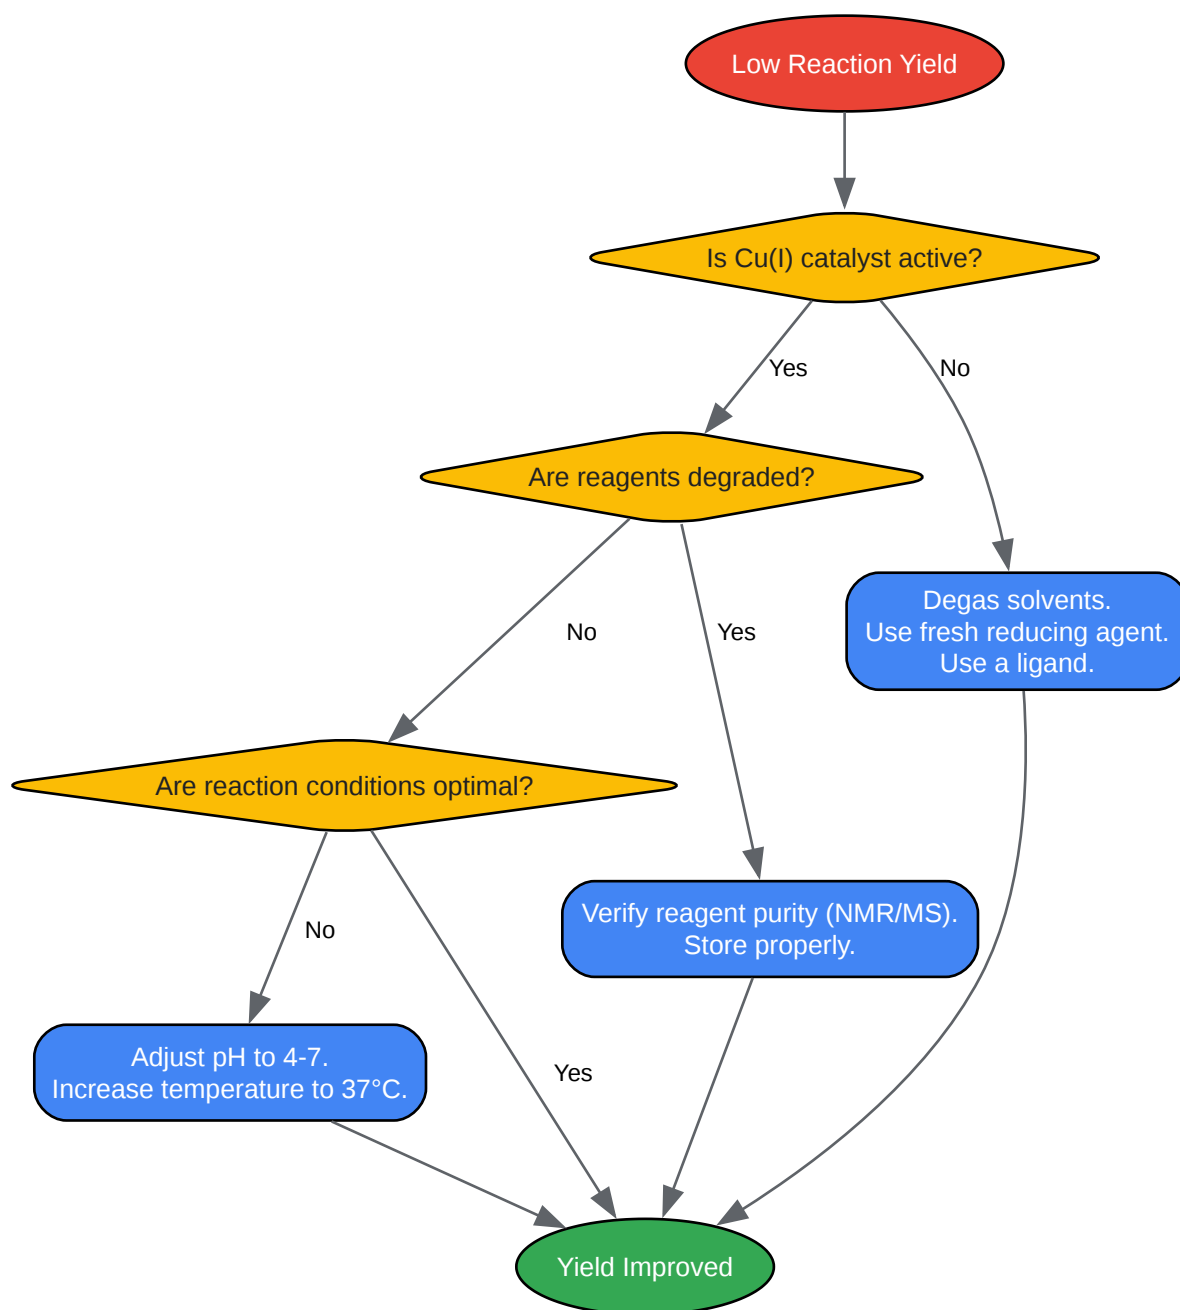 Low Reaction Yield
Is Cu(I) catalyst active?
Yes
No
Are reagents degraded?
Degas solvents.
Use fresh reducing agent.
Use a ligand.
No
Yes
Are reaction conditions optimal?
Verify reagent purity (NMR/MS).
Store properly.
No
Adjust pH to 4-7.
Increase temperature to 37°C.
Yes
Yield Improved